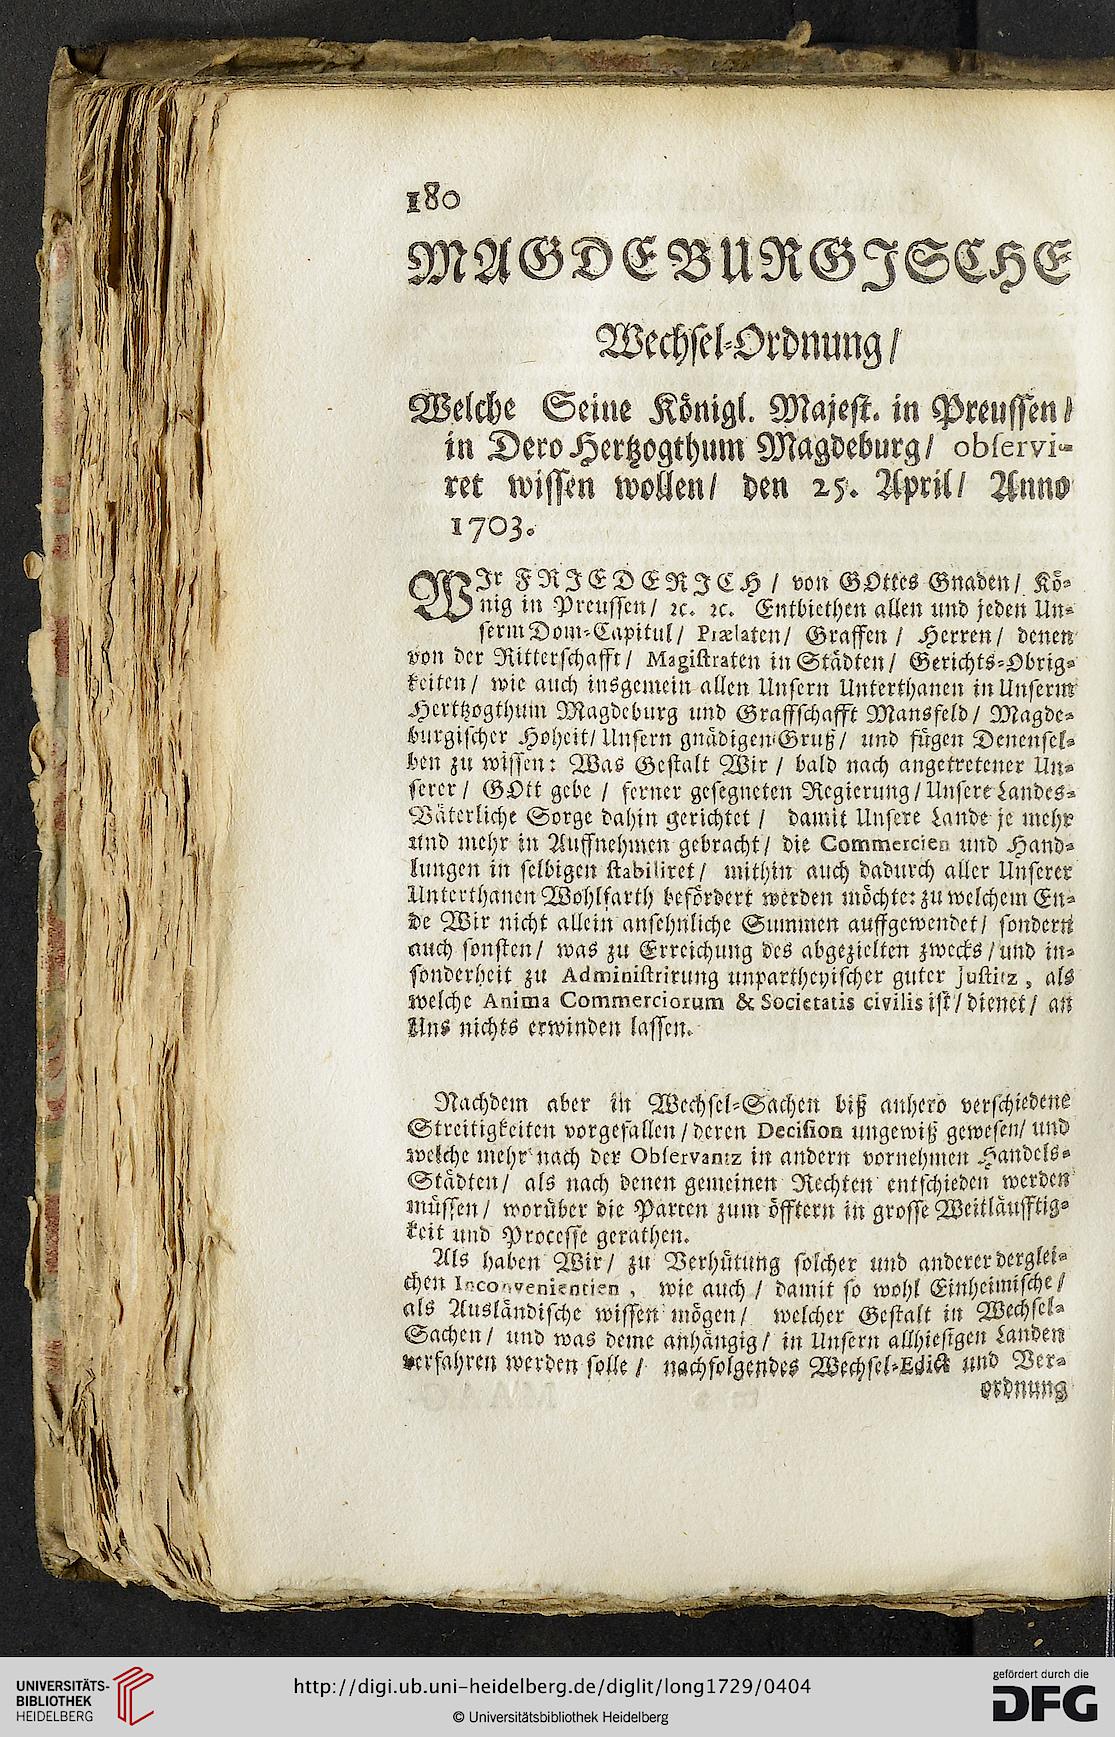 180
MAGDEBURGJSCHE
Wechsel-Ordnung/
Welche Seine Königl. Majest. in Preussen/
in Dero Hertzogthum Magdeburg/ observi-
ret wissen wollen/ den 25. April/ Anno
1703.
WJr FRJEDERJCH/ von GOttes Gnaden/ Kö-
nig in Preussen/ ꝛc. ꝛc. Entbiethen allen und jeden Un-
serm Dom-Capitul/ Prælaten/ Graffen/ Herren/ denen
von der Ritterschafft/ Magistraten in Städten/ Gerichts-Obrig-
keiten/ wie auch insgemein allen Unsern Unterthanen in Unserm
Hertzogthum Magdeburg und Graffschafft Mansfeld/ Magde-
burgischer Hoheit/ Unsern gnädigen Gruß/ und fügen Denensel-
ben zu wissen: Was Gestalt Wir/ bald nach angetretener Un-
serer/ GOtt gebe/ ferner gesegneten Regierung/ Unsere Landes-
Väterliche Sorge dahin gerichtet/ damit Unsere Lande je mehr
und mehr in Auffnehmen gebracht/ die Commercien und Hand-
lungen in selbigen stabiliret/ mithin auch dadurch aller Unserer
Unterthanen Wohlfarth befördert werden möchte: zu welchem En-
de Wir nicht allein ansehnliche Summen auffgewendet/ sondern
auch sonsten/ was zu Erreichung des abgezielten zwecks/ und in-
sonderheit zu Administrirung unpartheyischer guter Justitz, als
welche Anima Commerciorum & Societatis civilis ist/ dienet/ an
Uns nichts erwinden lassen.
Nachdem aber in Wechsel-Sachen biß anhero verschiedene
Streitigkeiten vorgefallen/ deren Decision ungewiß gewesen/ und
welche mehr nach der Observantz in andern vornehmen Handels-
Städten/ als nach denen gemeinen Rechten entschieden werden
müssen/ worüber die Parten zum öfftern in grosse Weitläufftig-
keit und Processe gerathen.
Als haben Wir/ zu Verhütung solcher und anderer derglei-
chen Inconvenientien, wie auch/ damit so wohl Einheimische/
als Ausländische wissen mögen/ welcher Gestalt in Wechsel-
Sachen/ und was deme anhängig/ in Unsern allhiesigen Landen
verfahren werden solle/ nachfolgendes Wechsel-Edict und Ver-
ordnung
UNIVERSITÄTS-
BIBLIOTHEK
HEIDELBERG
http://digi.ub.uni-heidelberg.de/diglit/long1729/0404
© Universitätsbibliothek Heidelberg
gefördert durch die
DFG